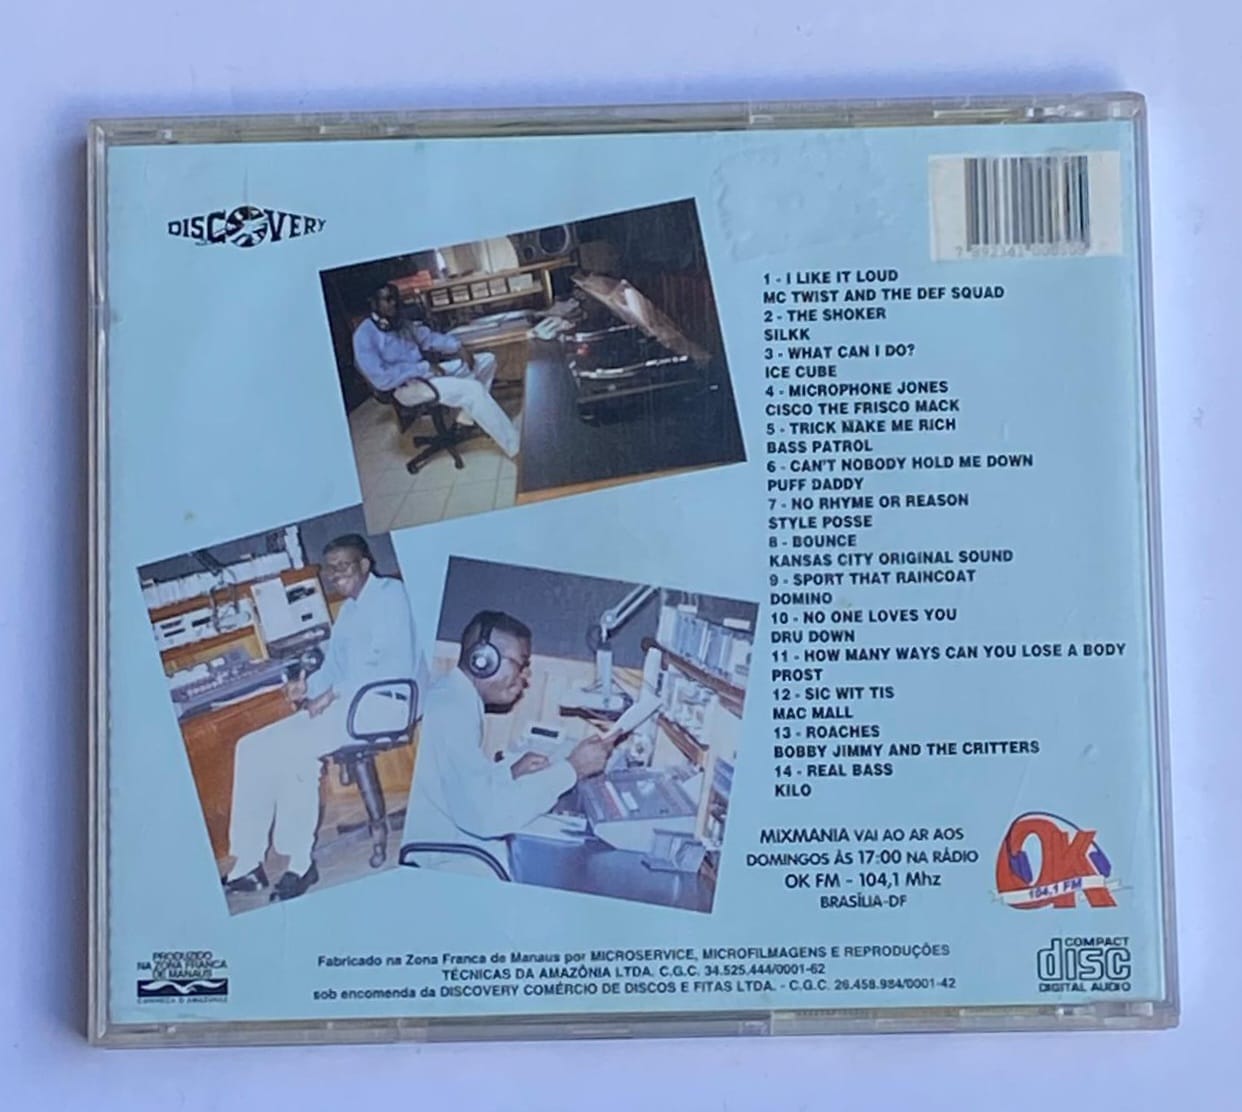 DISCOVERY
1 - I LIKE IT LOUD
MC TWIST AND THE DEF SQUAD
2 - THE SHOKER
SILKK
3 - WHAT CAN I DO?
ICE CUBE
4 - MICROPHONE JONES
CISCO THE FRISCO MACK
5 - TRICK MAKE ME RICH
BASS PATROL
6 - CAN'T NOBODY HOLD ME DOWN
PUFF DADDY
7 - NO RHYME OR REASON
STYLE POSSE
8 - BOUNCE
KANSAS CITY ORIGINAL SOUND
9 - SPORT THAT RAINCOAT
DOMINO
10 - NO ONE LOVES YOU
DRU DOWN
11 - HOW MANY WAYS CAN YOU LOSE A BODY
PROST
12 - SIC WIT TIS
MAC MALL
13 - ROACHES
BOBBY JIMMY AND THE CRITTERS
14 - REAL BASS
KILO
MIXMANIA VAI AO AR AOS
DOMINGOS ÀS 17:00 NA RÁDIO
OK FM - 104,1 Mhz
BRASÍLIA-DF
OK
104.1 FM
PRODUZIDO
NA ZONA FRANCA
DE MANAUS
CONHEÇA O AMAZONAS
Fabricado na Zona Franca de Manaus por MICROSERVICE, MICROFILMAGENS E REPRODUÇÕES
TÉCNICAS DA AMAZÔNIA LTDA. C.G.C. 34.525.444/0001-62
sob encomenda da DISCOVERY COMÉRCIO DE DISCOS E FITAS LTDA. - C.G.C. 26.458.984/0001-42
COMPACT
disc
DIGITAL AUDIO